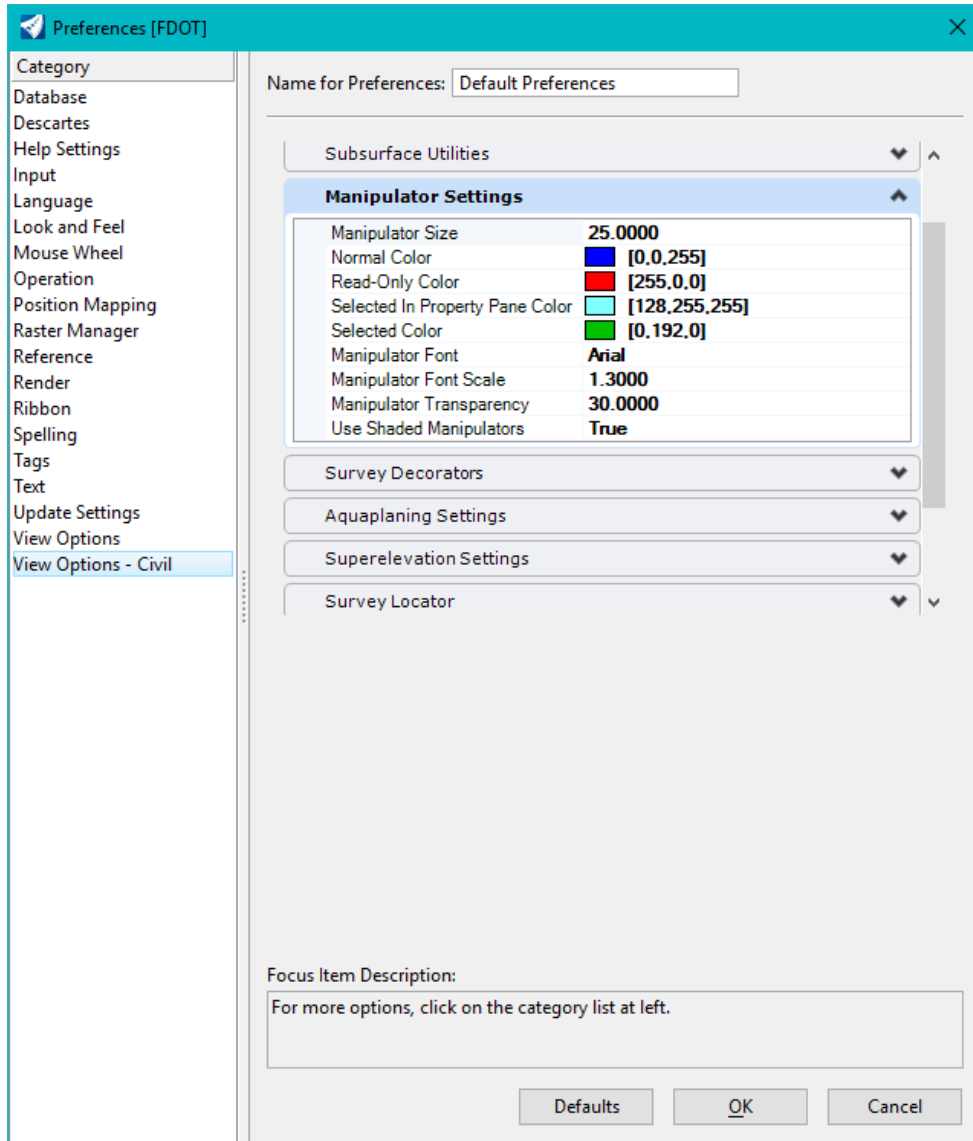 Preferences [FDOT]
Category
Database
Descartes
Help Settings
Input
Language
Look and Feel
Mouse Wheel
Operation
Position Mapping
Raster Manager
Reference
Render
Ribbon
Spelling
Tags
Text
Update Settings
View Options
View Options - Civil
Name for Preferences: Default Preferences
Subsurface Utilities
Manipulator Settings
Manipulator Size 25.0000
Normal Color [0,0,255]
Read-Only Color [255,0,0]
Selected In Property Pane Color [128,255,255]
Selected Color [0,192,0]
Manipulator Font Arial
Manipulator Font Scale 1.3000
Manipulator Transparency 30.0000
Use Shaded Manipulators True
Survey Decorators
Aquaplaning Settings
Superelevation Settings
Survey Locator
Focus Item Description:
For more options, click on the category list at left.
Defaults OK Cancel